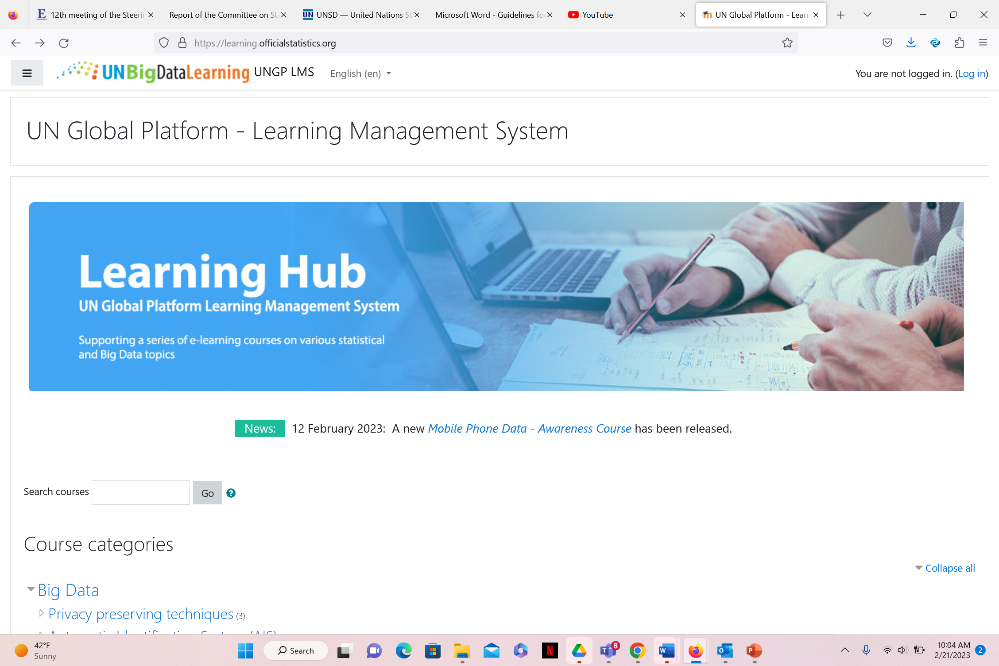 12th meeting of the Steerin
Report of the Committee on Sta
UN UNSD — United Nations St
Microsoft Word - Guidelines for
YouTube
UN Global Platform - Learni
https://learning.officialstatistics.org
UNBigDataLearning UNGP LMS English (en)
You are not logged in. (Log in)
UN Global Platform - Learning Management System
Learning Hub
UN Global Platform Learning Management System
Supporting a series of e-learning courses on various statistical
and Big Data topics
News: 12 February 2023: A new Mobile Phone Data - Awareness Course has been released.
Search courses Go ?
Course categories
Collapse all
Big Data
Privacy preserving techniques (3)
42°F
Sunny
Search
8
10:04 AM
2/21/2023
2